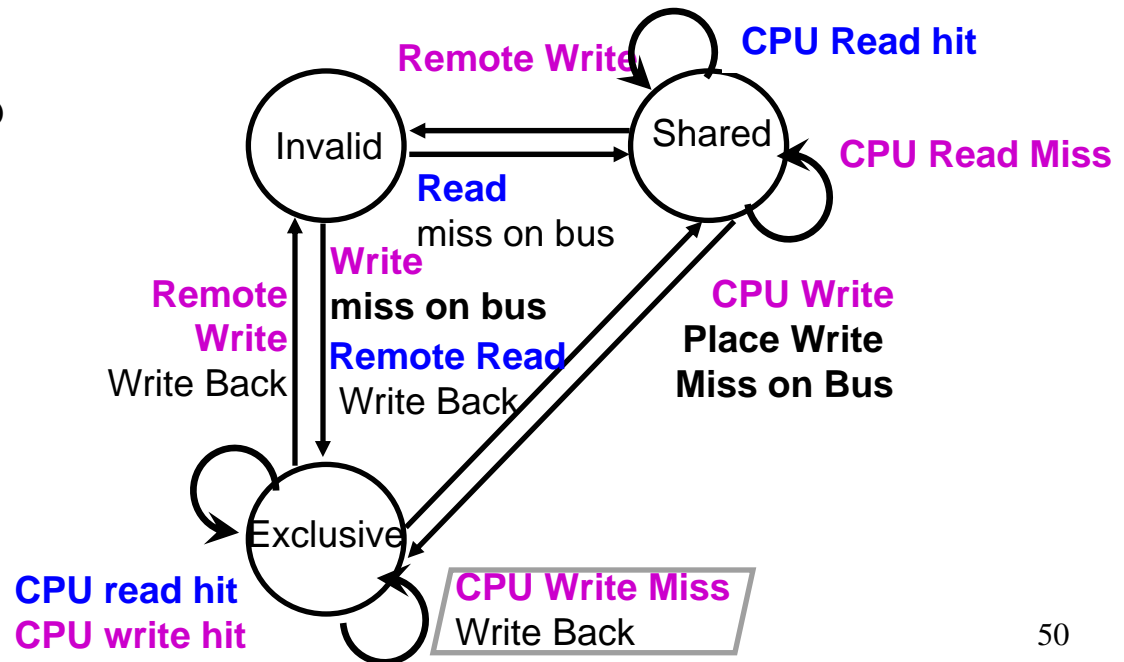 Remote Write
CPU Read hit
Invalid
Shared
CPU Read Miss
Read
miss on bus
Write
miss on bus
Remote
Write
Write Back
Remote Read
Write Back
CPU Write
Place Write
Miss on Bus
Exclusive
CPU read hit
CPU write hit
CPU Write Miss
Write Back
50